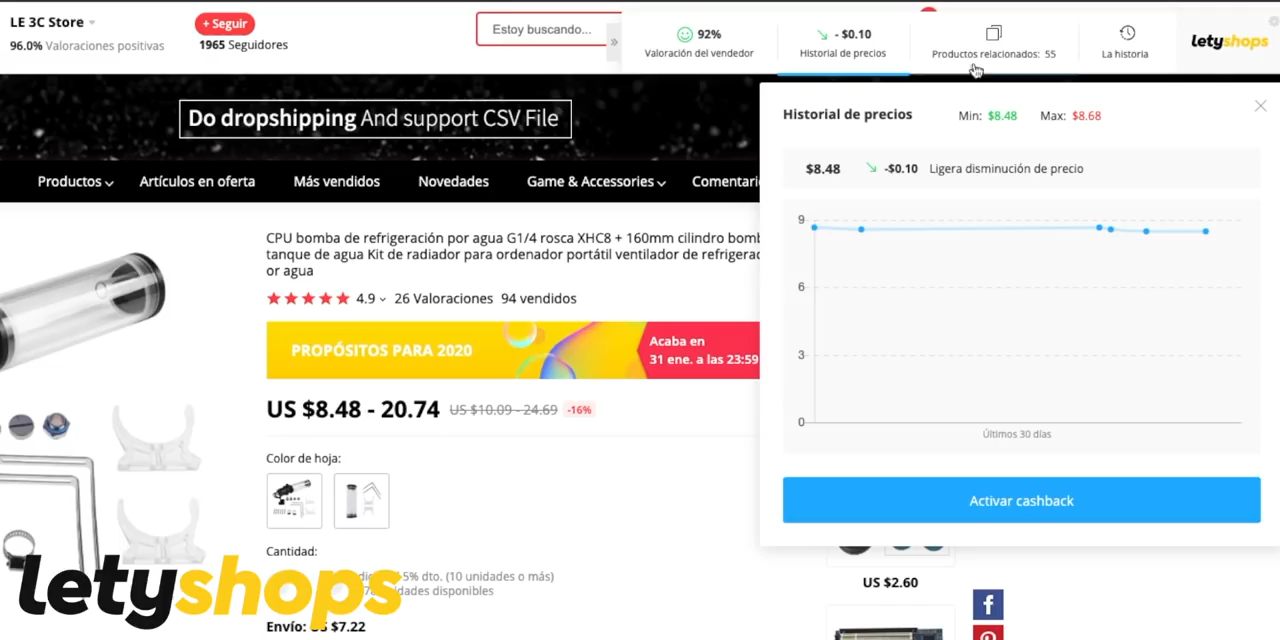 LE 3C Store
96.0% Valoraciones positivas
+ Seguir
1965 Seguidores
Estoy buscando...
»
92%
Valoración del vendedor
- $0.10
Historial de precios
Productos relacionados: 55
La historia
letyshops
Do dropshipping And support CSV File
Productos
Artículos en oferta
Más vendidos
Novedades
Game & Accessories
Historial de precios
Min: $8.48
Max: $8.68
$8.48
-$0.10
Ligera disminución de precio
9
6
3
0
Últimos 30 días
Activar cashback
CPU bomba de refrigeración por agua G1/4 rosca XHC8 + 160mm cilindro
tanque de agua Kit de radiador para ordenador portátil ventilador de
or agua
4.9
26 Valoraciones
94 vendidos
PROPÓSITOS PARA 2020
Acaba en
31 ene. a las 23:59
US $8.48 - 20.74
US $10.09 - 24.69
-16%
Color de hoja:
Cantidad:
5% dto. (10 unidades o más)
disponibles
Envío:
$7.22
letyshops
US $2.60